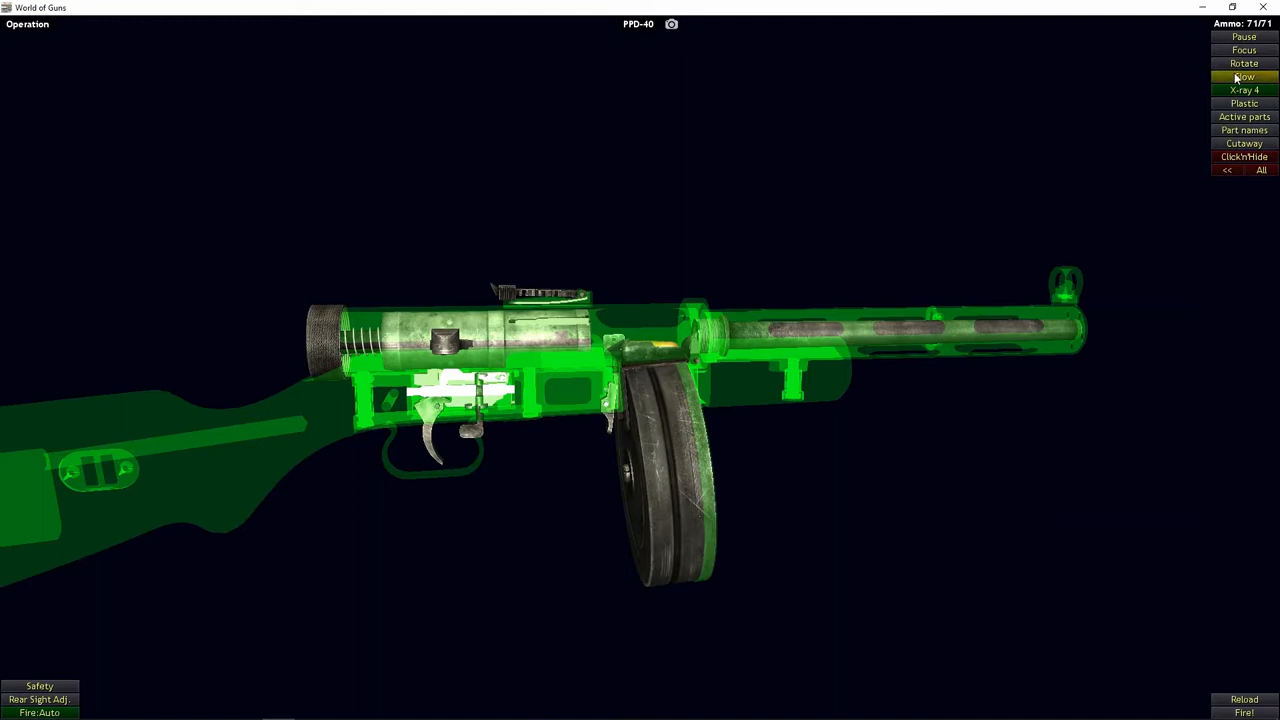 World of Guns
Operation
PPD-40
Ammo: 71/71
Pause
Focus
Rotate
Slow
X-ray 4
Plastic
Active parts
Part names
Cutaway
Click'n'Hide
<< All
Safety
Rear Sight Adj.
Fire:Auto
Reload
Fire!